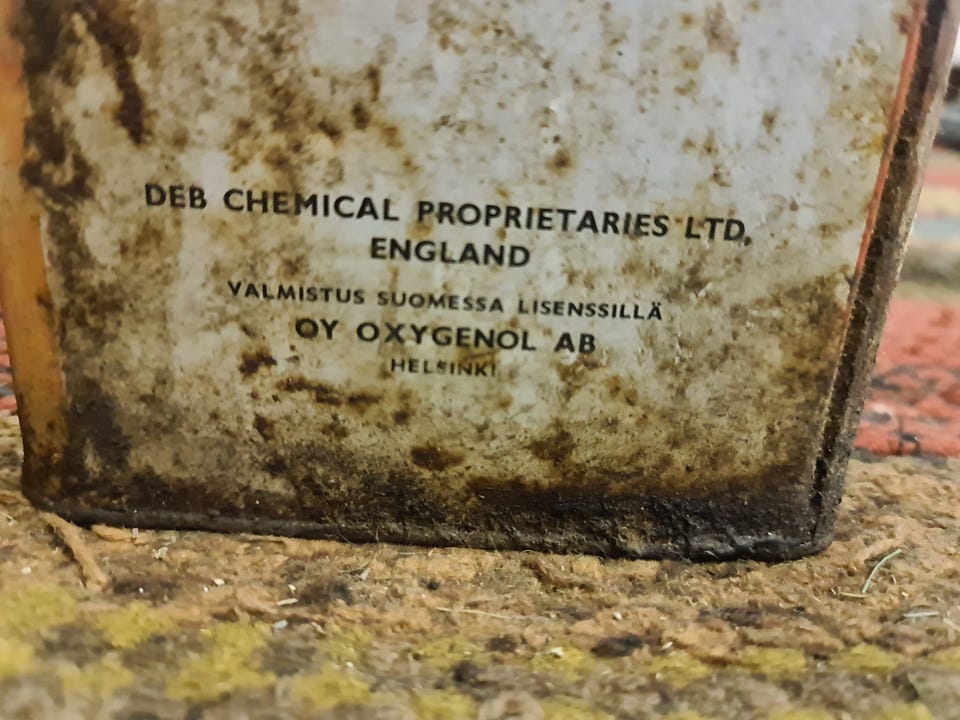 DEB CHEMICAL PROPRIETARIES LTD,
ENGLAND
VALMISTUS SUOMESSA LISENSSILLÄ
OY OXYGENOL AB
HELSINKI